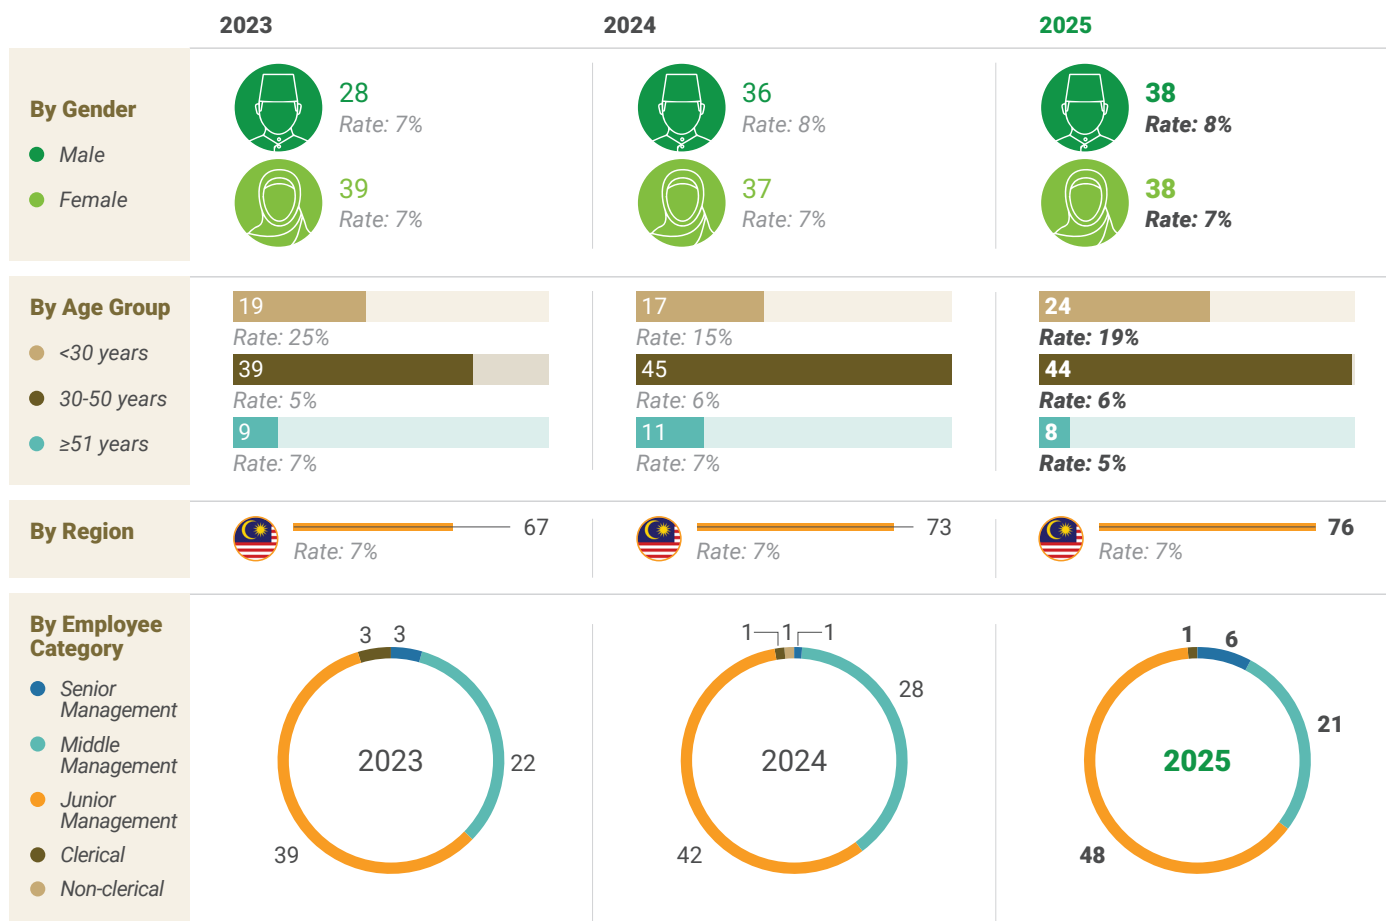 2023
2024
2025
By Gender
Male
Female
28
Rate: 7%
39
Rate: 7%
36
Rate: 8%
37
Rate: 7%
38
Rate: 8%
38
Rate: 7%
By Age Group
<30 years
30-50 years
≥51 years
19
Rate: 25%
39
Rate: 5%
9
Rate: 7%
17
Rate: 15%
45
Rate: 6%
11
Rate: 7%
24
Rate: 19%
44
Rate: 6%
8
Rate: 5%
By Region
67
Rate: 7%
73
Rate: 7%
76
Rate: 7%
By Employee
Category
Senior
Management
Middle
Management
Junior
Management
Clerical
Non-clerical
3
3
22
39
2023
1
1
1
28
42
2024
1
6
21
48
2025